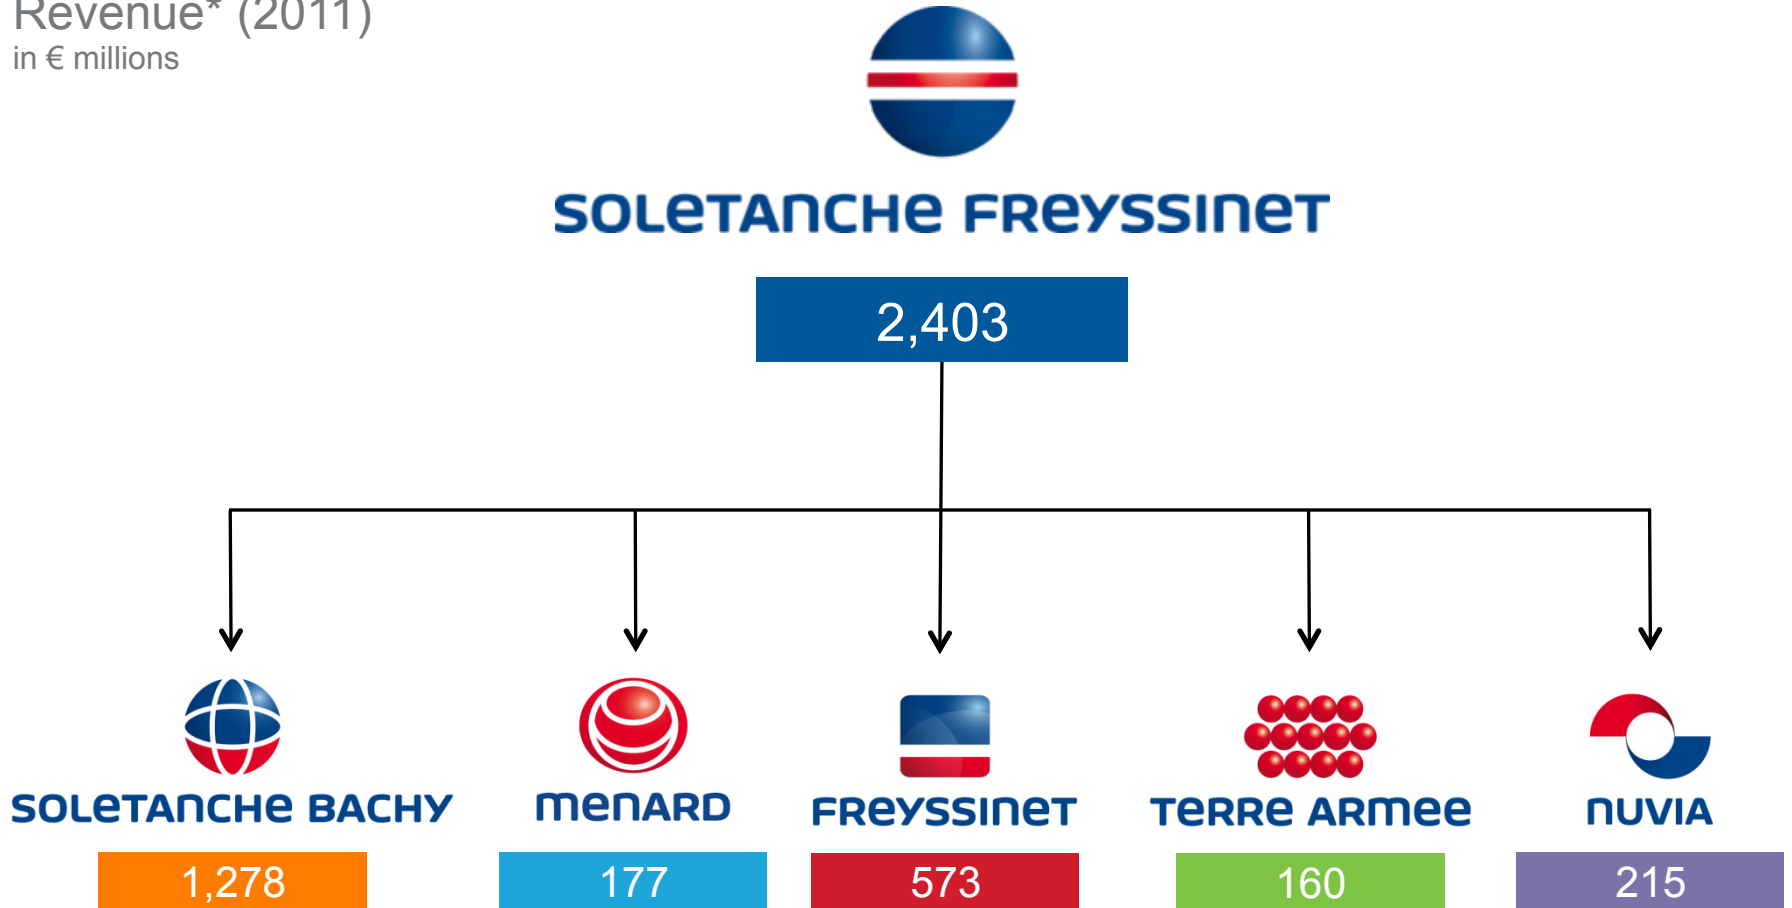 Revenue* (2011)
in € millions
SOLETANCHE FREYSSINET
2,403
SOLETANCHE BACHY
MENARD
FREYSSINET
TERRE ARMEE
NUVIA
1,278
177
573
160
215